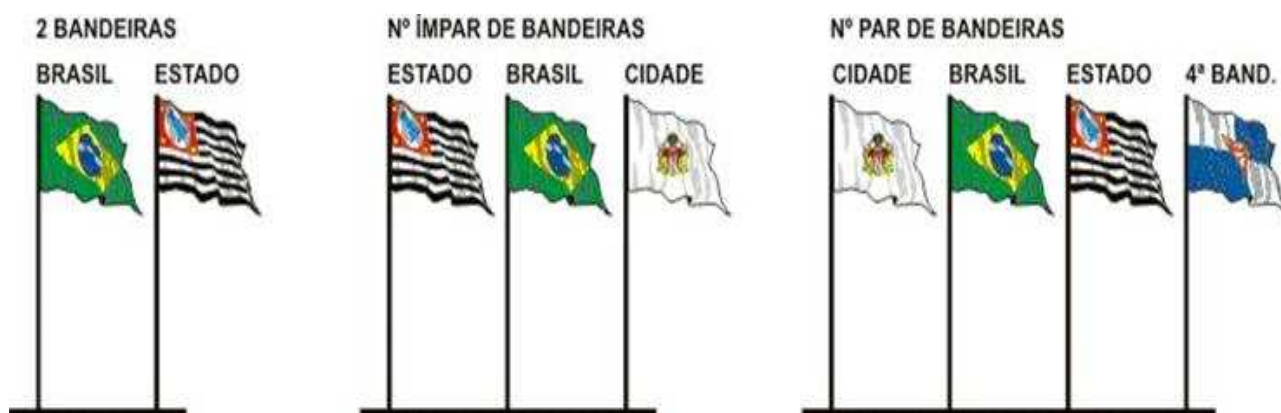 2 BANDEIRAS
BRASIL ESTADO
Nº ÍMPAR DE BANDEIRAS
ESTADO BRASIL CIDADE
Nº PAR DE BANDEIRAS
CIDADE BRASIL ESTADO 4ª BAND.